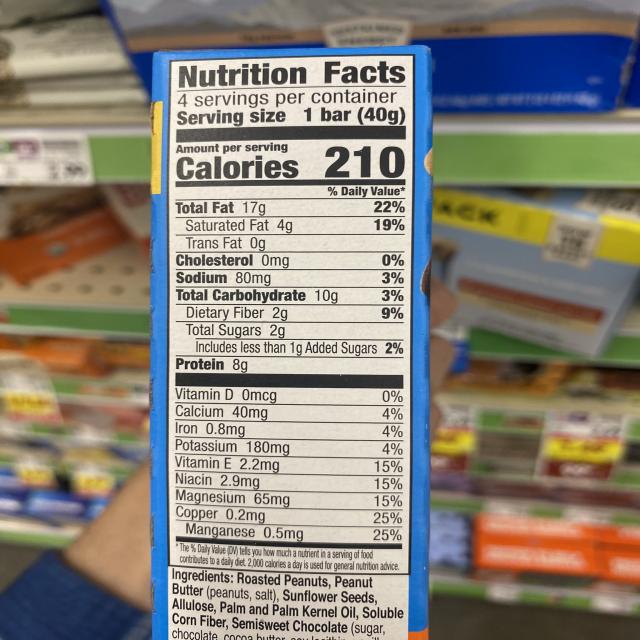 Nutrition Facts
4 servings per container
Serving size 1 bar (40g)
Amount per serving
Calories 210
% Daily Value*
Total Fat 17g 22%
Saturated Fat 4g 19%
Trans Fat 0g
Cholesterol 0mg 0%
Sodium 80mg 3%
Total Carbohydrate 10g 3%
Dietary Fiber 2g 9%
Total Sugars 2g
Includes less than 1g Added Sugars 2%
Protein 8g
Vitamin D 0mcg 0%
Calcium 40mg 4%
Iron 0.8mg 4%
Potassium 180mg 4%
Vitamin E 2.2mg 15%
Niacin 2.9mg 15%
Magnesium 65mg 15%
Copper 0.2mg 25%
Manganese 0.5mg 25%
* The % Daily Value (DV) tells you how much a nutrient in a serving of food
contributes to a daily diet. 2,000 calories a day is used for general nutrition advice.
Ingredients: Roasted Peanuts, Peanut
Butter (peanuts, salt), Sunflower Seeds,
Allulose, Palm and Palm Kernel Oil, Soluble
Corn Fiber, Semisweet Chocolate (sugar,
chocolate, cocoa butter, soy lecithin,